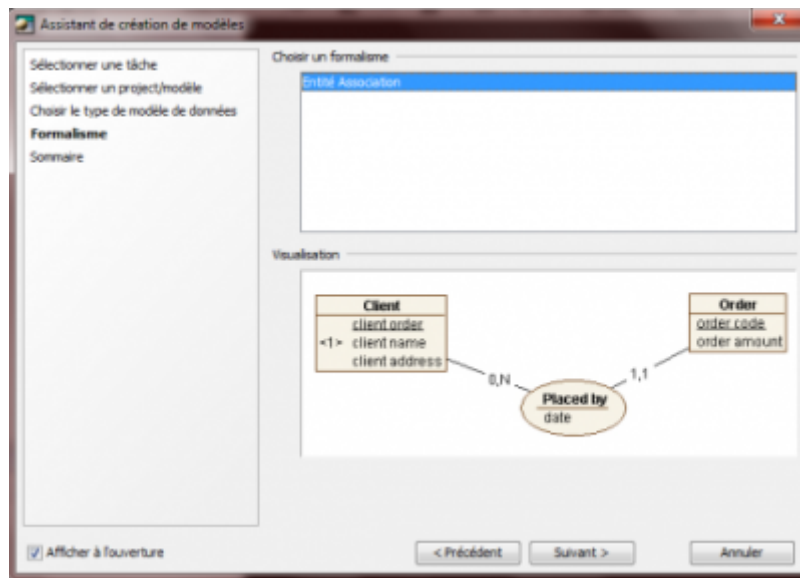 Assistant de création de modèles
Sélectionner une tâche
Sélectionner un project/modèle
Choisir le type de modèle de données
Formalisme
Sommaire
Choisir un formalisme
Entité Association
Visualisation
Client
client order
<1> client name
client address
0,N
Placed by
date
1,1
Order
order code
order amount
Afficher à l'ouverture
< Précédent
Suivant >
Annuler